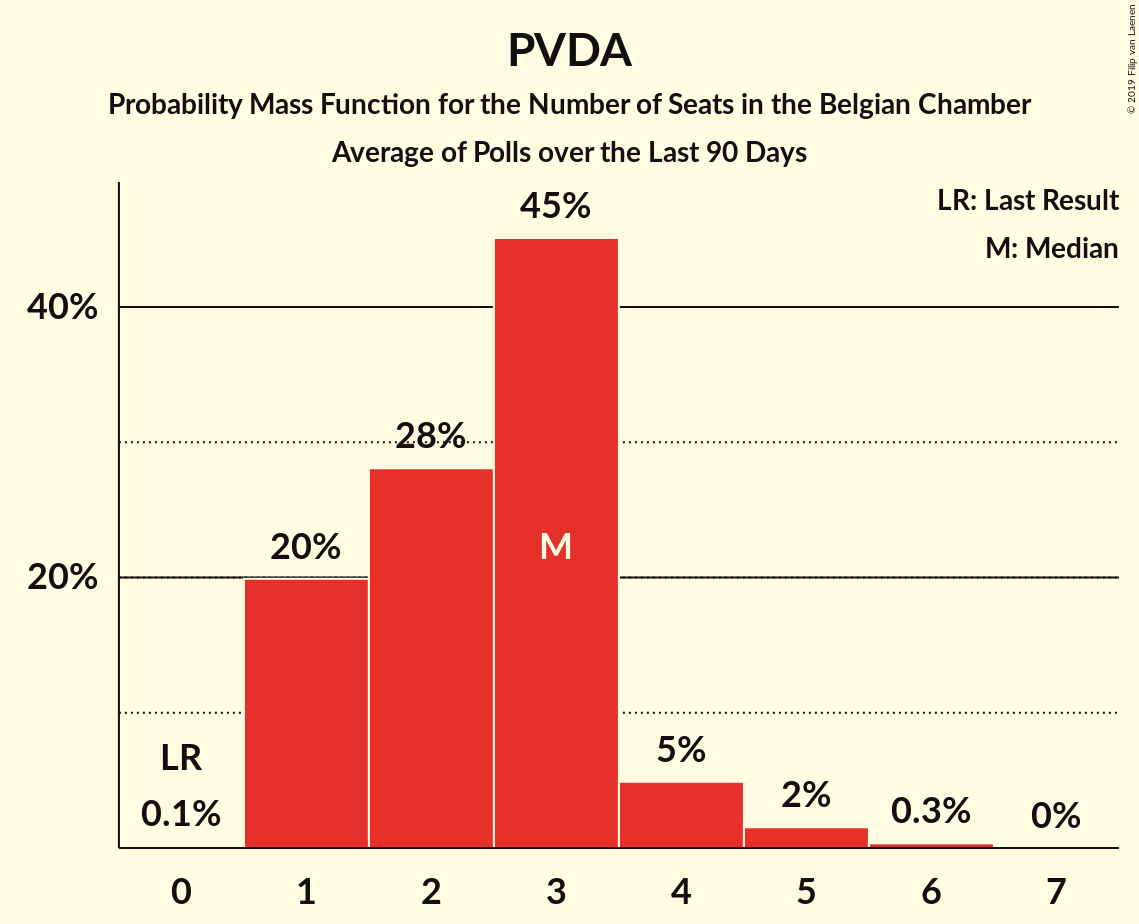 PVDA
Probability Mass Function for the Number of Seats in the Belgian Chamber
Average of Polls over the Last 90 Days
© 2019 Filip van Laenen
LR: Last Result
M: Median
45%
40%
28%
20%
M
20%
LR
0.1%
5%
2%
0.3%
0%
0 1 2 3 4 5 6 7